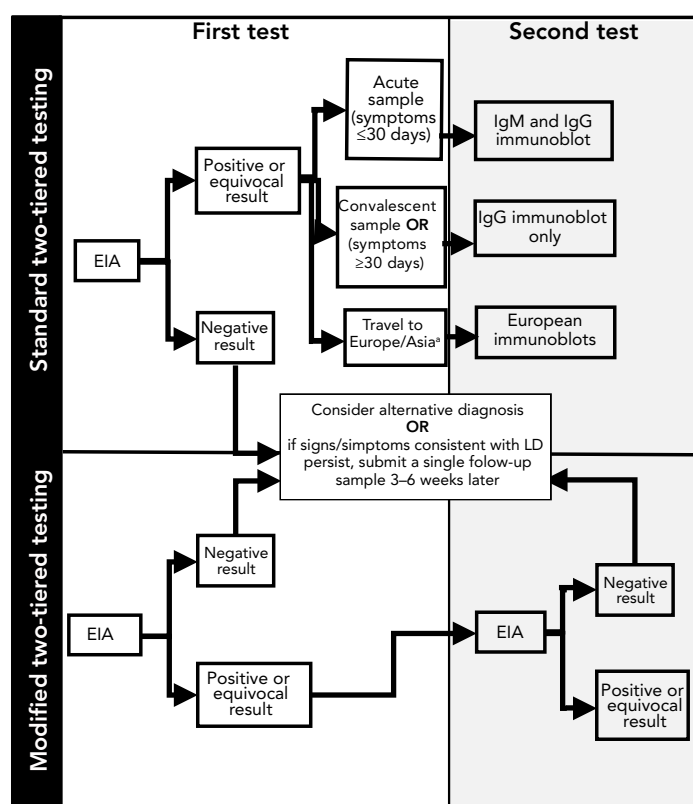 First test
Second test
Standard two-tiered testing
EIA
Positive or
equivocal
result
Negative
result
Acute
sample
(symptoms
≤30 days)
Convalescent
sample OR
(symptoms
≥30 days)
Travel to
Europe/Asiaª
IgM and IgG
immunoblot
IgG immunoblot
only
European
immunoblots
Consider alternative diagnosis
OR
if signs/simptoms consistent with LD
persist, submit a single folow-up
sample 3–6 weeks later
Modified two-tiered testing
EIA
Negative
result
Positive or
equivocal
result
EIA
Negative
result
Positive or
equivocal
result